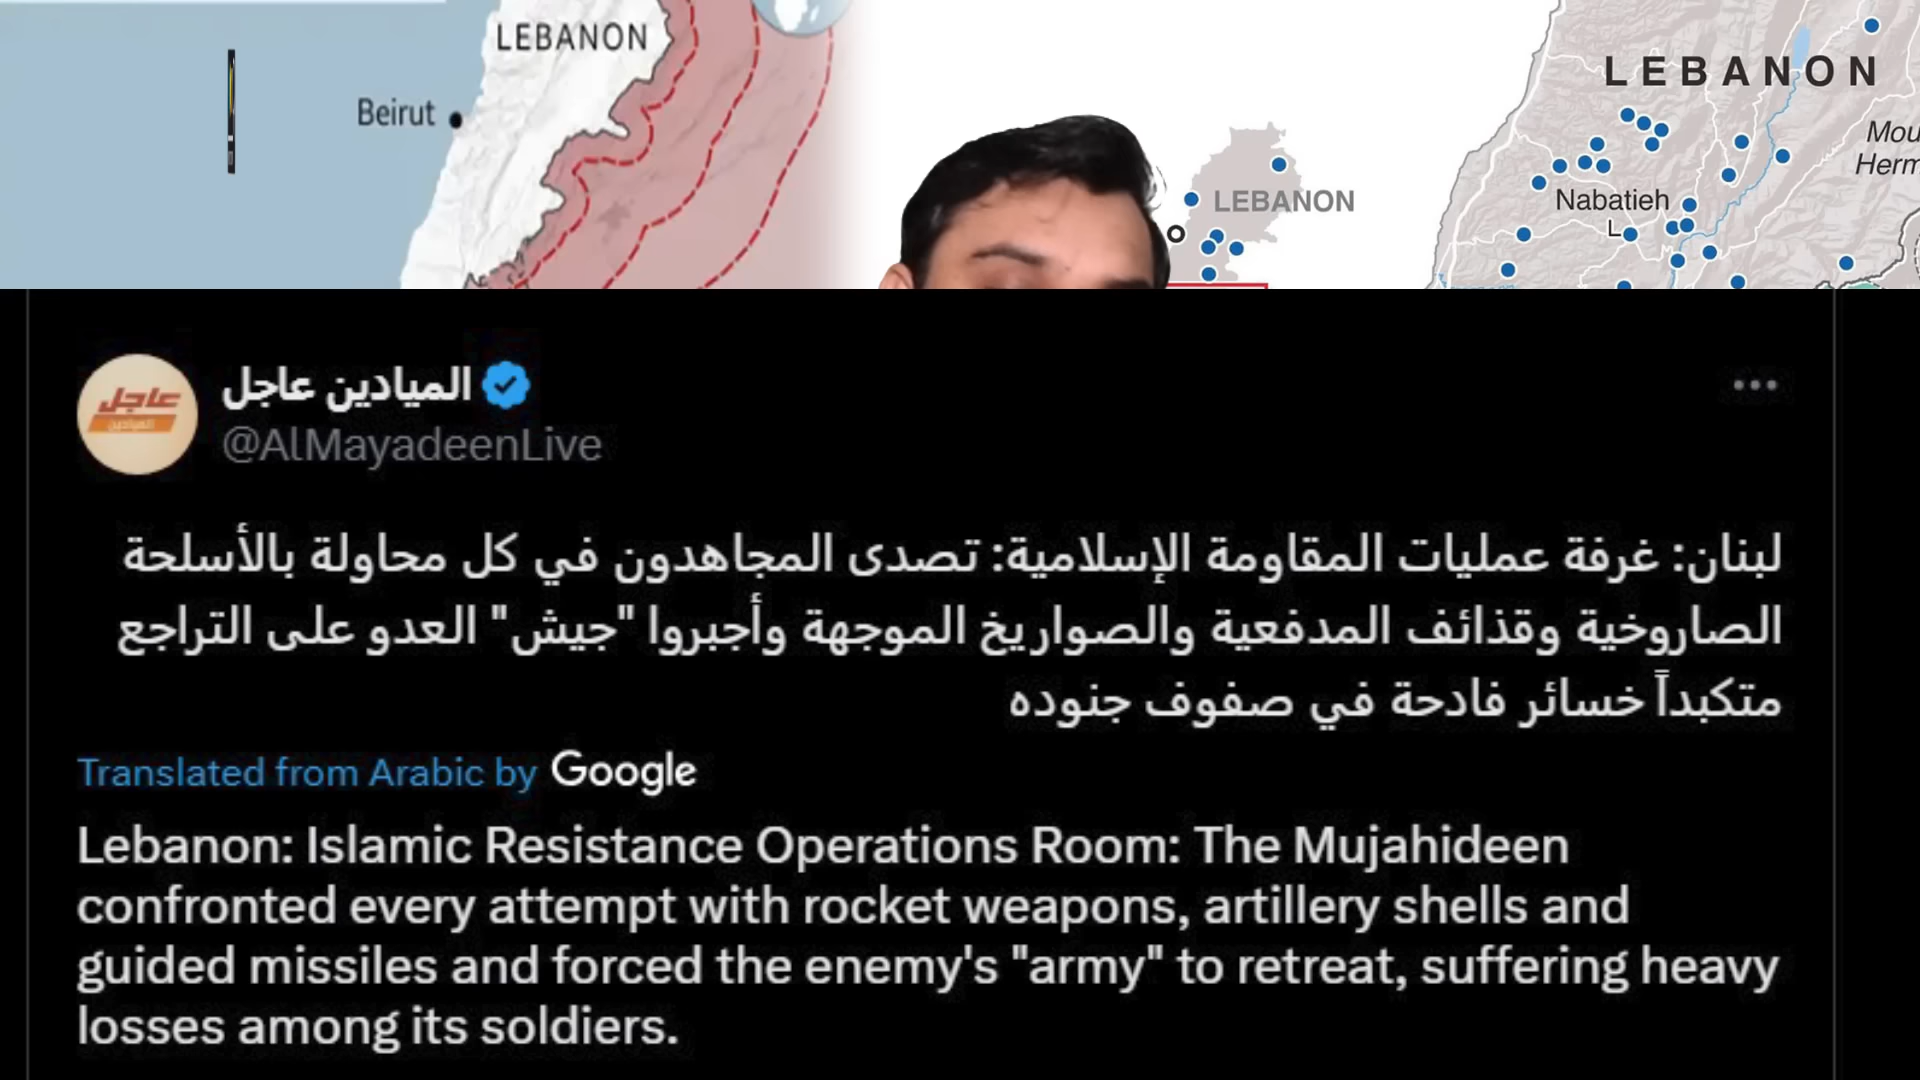 LEBANON
Beirut
LEBANON
LEBANON
Mou
Herm
Nabatieh
L
عاجل
الميادين
الميادين عاجل
@AlMayadeenLive
لبنان: غرفة عمليات المقاومة الإسلامية: تصدى المجاهدون في كل محاولة بالأسلحة
الصاروخية وقذائف المدفعية والصواريخ الموجهة وأجبروا "جيش" العدو على التراجع
متكبداً خسائر فادحة في صفوف جنوده
Translated from Arabic by Google
Lebanon: Islamic Resistance Operations Room: The Mujahideen
confronted every attempt with rocket weapons, artillery shells and
guided missiles and forced the enemy's "army" to retreat, suffering heavy
losses among its soldiers.